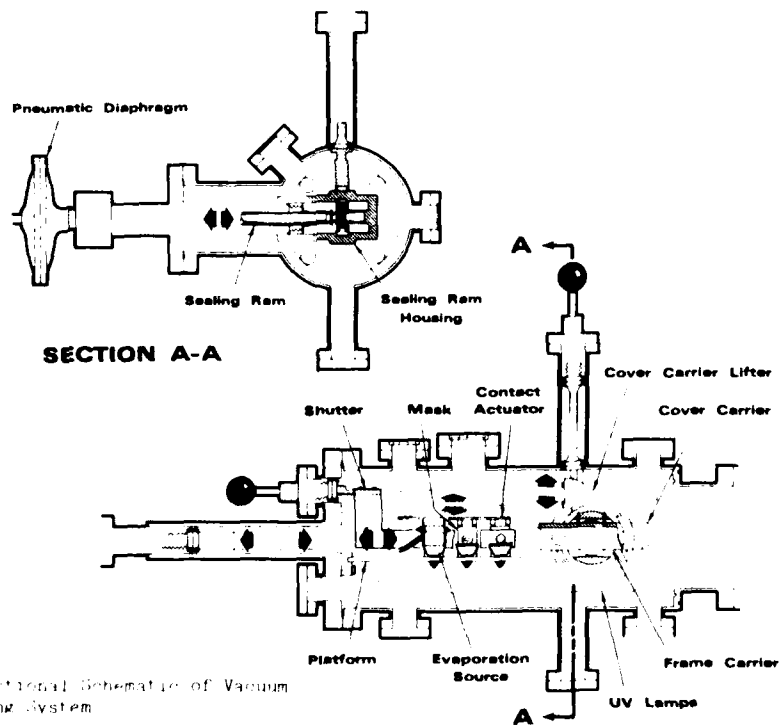 Pneumatic Diaphragm
Sealing Ram
Sealing Ram
Housing
SECTION A-A
A
Cover Carrier Lifter
Contact
Actuator
Cover Carrier
Shutter
Mask
Platform
Evaporation
Source
Frame Carrier
UV Lamps
A
Schematic of Vacuum
System